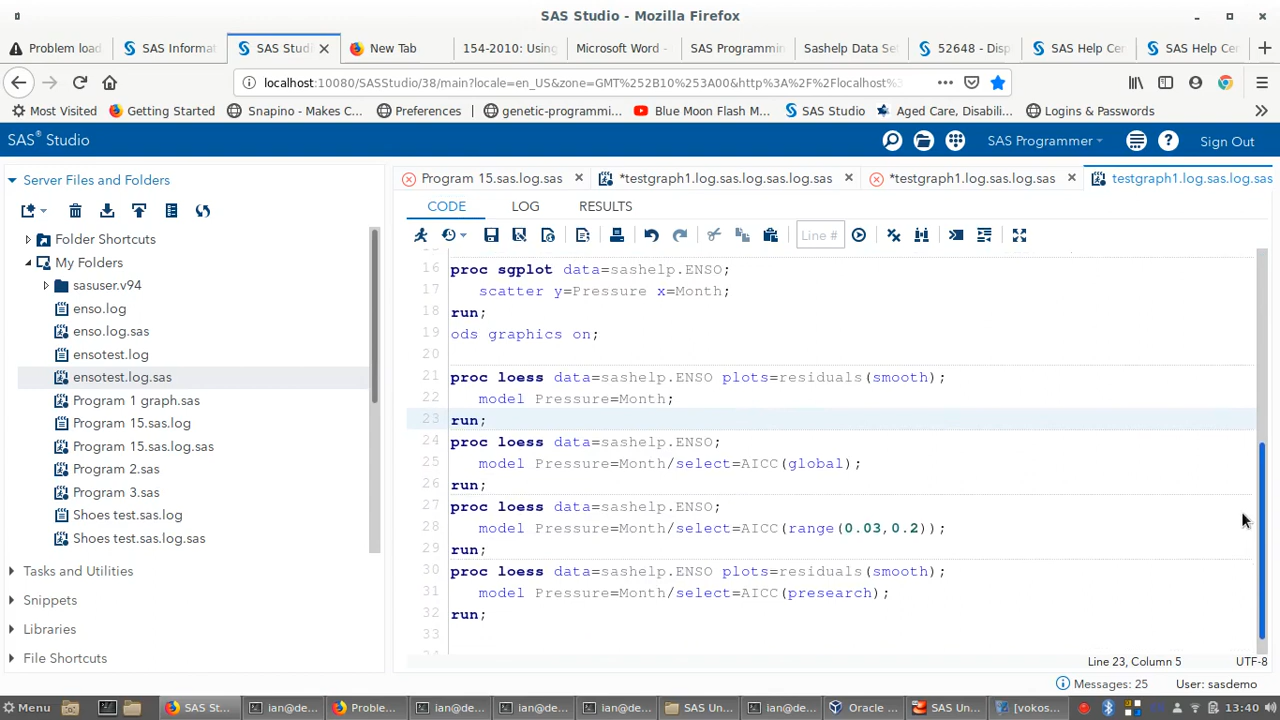 SAS Studio - Mozilla Firefox
Problem load
SAS Informat
SAS Studi
New Tab
154-2010: Using
Microsoft Word -
SAS Programmin
Sashelp Data Se
52648 - Disp
SAS Help Cen
SAS Help Cer
localhost:10080/SASStudio/38/main?locale=en_US&zone=GMT%252B10%253A00&http%3A%2F%2Flocalhost
Most Visited
Getting Started
Snapino - Makes C...
Preferences
genetic-programmi...
Blue Moon Flash M...
SAS Studio
Aged Care, Disabili...
Logins & Passwords
SAS® Studio
SAS Programmer
Sign Out
Server Files and Folders
Program 15.sas.log.sas
*testgraph1.log.sas.log.sas.log.sas
*testgraph1.log.sas.log.sas
testgraph1.log.sas.log.sas
CODE
LOG
RESULTS
Line #
Folder Shortcuts
My Folders
sasuser.v94
enso.log
enso.log.sas
ensotest.log
ensotest.log.sas
Program 1 graph.sas
Program 15.sas.log
Program 15.sas.log.sas
Program 2.sas
Program 3.sas
Shoes test.sas.log
Shoes test.sas.log.sas
Tasks and Utilities
Snippets
Libraries
File Shortcuts
16 proc sgplot data=sashelp.ENSO;
17 scatter y=Pressure x=Month;
18 run;
19 ods graphics on;
20
21 proc loess data=sashelp.ENSO plots=residuals(smooth);
22 model Pressure=Month;
23 run;
24 proc loess data=sashelp.ENSO;
25 model Pressure=Month/select=AICC(global);
26 run;
27 proc loess data=sashelp.ENSO;
28 model Pressure=Month/select=AICC(range(0.03,0.2));
29 run;
30 proc loess data=sashelp.ENSO plots=residuals(smooth);
31 model Pressure=Month/select=AICC(presearch);
32 run;
33
Line 23, Column 5
UTF-8
Messages: 25
User: sasdemo
Menu
SAS St...
ian@de...
Proble...
ian@de...
ian@de...
ian@de...
SAS Un...
ian@de...
Oracle ...
SAS Un...
[vokos...
13:40